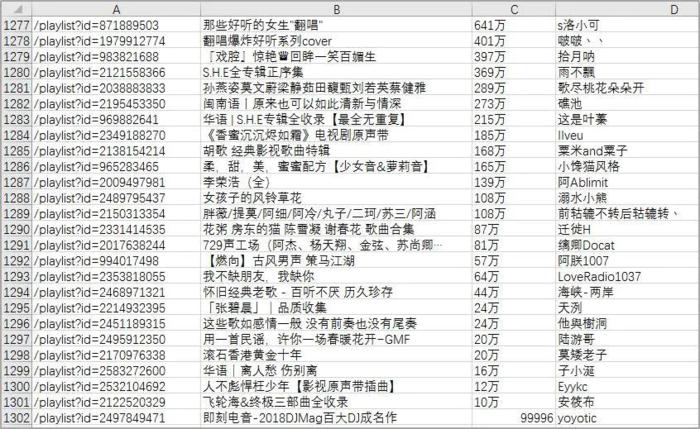 A B C D
1277 /playlist?id=871889503 那些好听的女生"翻唱" 641万 s洛小可
1278 /playlist?id=1979912774 翻唱爆炸好听系列cover 401万 啵啵丶丶
1279 /playlist?id=983821688 『戏腔』惊艳☎回眸一笑百媚生 397万 拾月呐
1280 /playlist?id=2121558366 S.H.E全专辑正序集 369万 雨不飄
1281 /playlist?id=2038883833 孙燕姿莫文蔚梁静茹田馥甄刘若英蔡健雅 289万 歌尽桃花朵朵开
1282 /playlist?id=2195453350 闽南语丨原来也可以如此清新与情深 273万 礁池
1283 /playlist?id=969882641 华语 | S.H.E专辑全收录【最全无重复】 215万 这是叶蓁
1284 /playlist?id=2349188270 《香蜜沉沉烬如霜》电视剧原声带 185万 Ilveu
1285 /playlist?id=2138154214 胡歌 经典影视歌曲特辑 168万 粟米and粟子
1286 /playlist?id=965283465 柔，甜，美，蜜蜜配方【少女音&萝莉音】 165万 小馋猫风格
1287 /playlist?id=2009497981 李荣浩（全） 139万 阿Ablimit
1288 /playlist?id=2489795437 女孩子的风铃草花 108万 溺水小熊
1289 /playlist?id=2150313354 胖薇/提莫/阿细/阿冷/丸子/二珂/苏三/阿涵 108万 前轱辘不转后轱辘转、
1290 /playlist?id=2331414535 花粥 房东的猫 陈雪凝 谢春花 歌曲合集 87万 迁徙H
1291 /playlist?id=2017638244 729声工场（阿杰、杨天翔、金弦、苏尚卿… 81万 缡卿Docat
1292 /playlist?id=994017498 【燃向】古风男声 策马江湖 57万 阿朕1007
1293 /playlist?id=2353818055 我不缺朋友，我缺你 64万 LoveRadio1037
1294 /playlist?id=2468971321 怀旧经典老歌 - 百听不厌 历久珍存 44万 海峡-两岸
1295 /playlist?id=2214932395 「张碧晨」｜品质收集 24万 天洌
1296 /playlist?id=2451189315 这些歌如感情一般 没有前奏也没有尾奏 24万 他與樹洞
1297 /playlist?id=2495912350 用一首民谣，许你一场春暖花开-GMF 20万 陆游哥
1298 /playlist?id=2170976338 滚石香港黄金十年 20万 莫矮老子
1299 /playlist?id=2583272600 华语｜离人愁 伤别离 16万 子小涎
1300 /playlist?id=2532104692 人不彪悍枉少年【影视原声带插曲】 12万 Eyykc
1301 /playlist?id=2122520329 飞轮海&终极三部曲全收录 10万 安筱布
1302 /playlist?id=2497849471 即刻电音-2018DJMag百大DJ成名作 99996 yoyotic